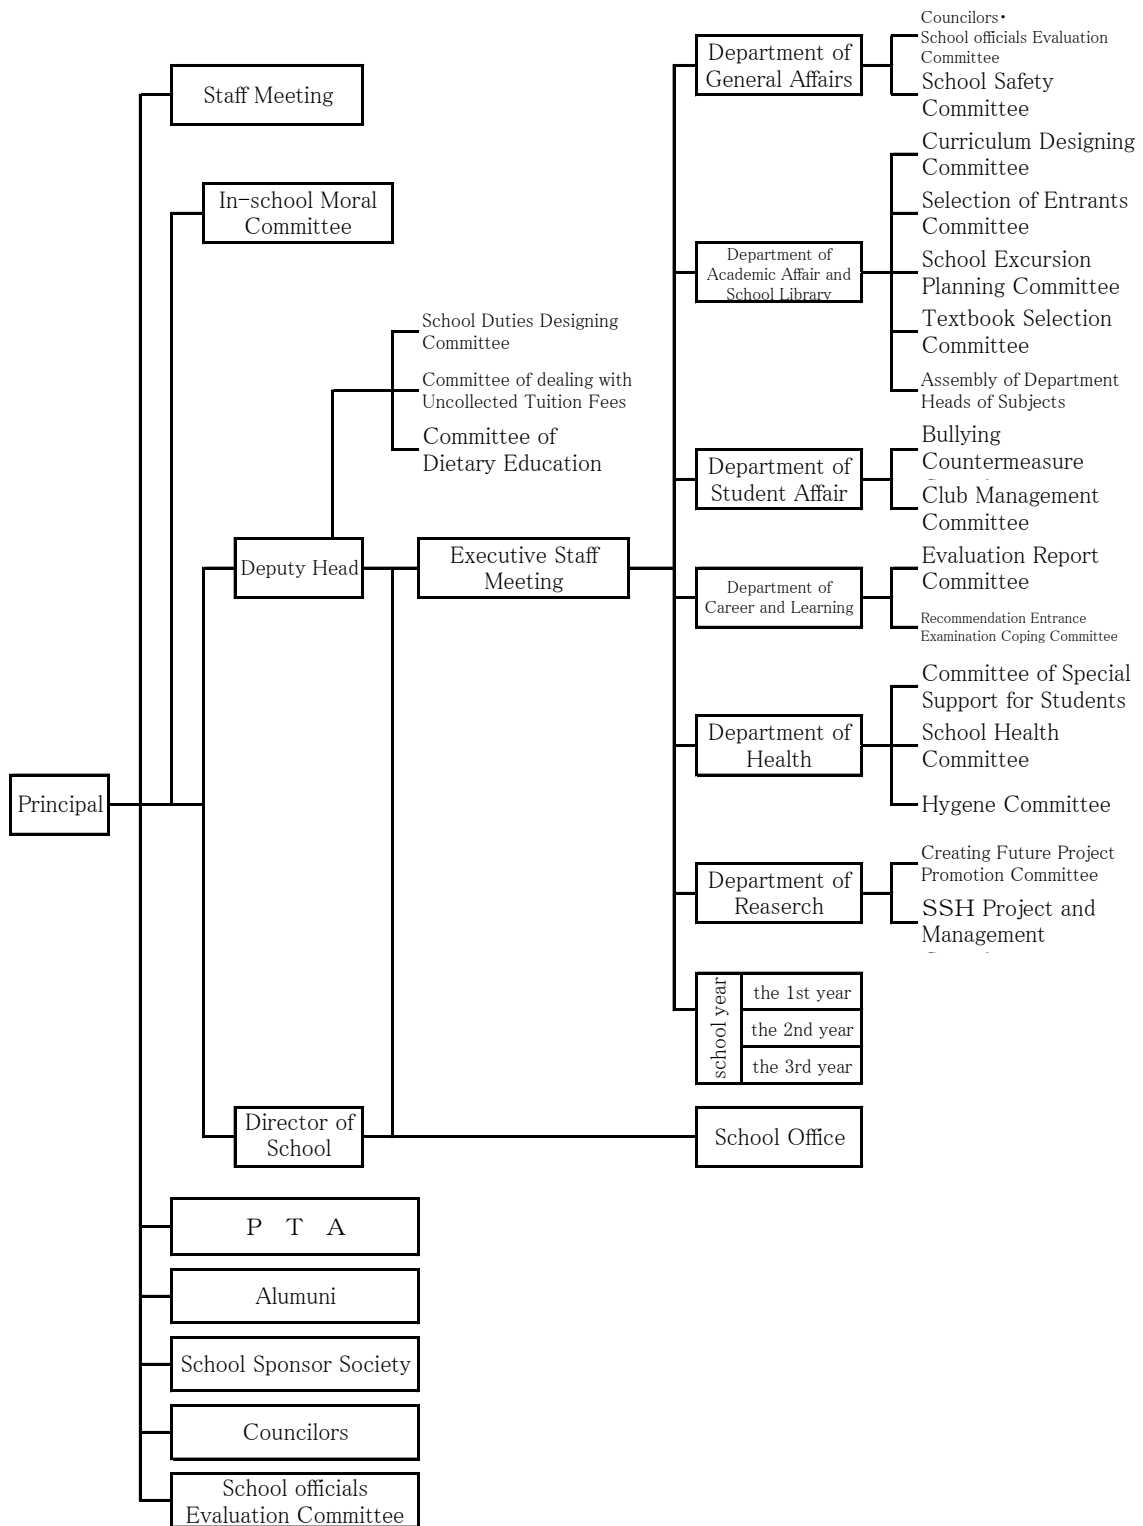 Councilors・
School officials Evaluation
Committee
Department of
General Affairs
School Safety
Committee
Staff Meeting
Curriculum Designing
Committee
In-school Moral
Committee
Selection of Entrants
Committee
Department of
Academic Affair and
School Library
School Excursion
Planning Committee
School Duties Designing
Committee
Textbook Selection
Committee
Committee of dealing with
Uncollected Tuition Fees
Assembly of Department
Heads of Subjects
Committee of
Dietary Education
Bullying
Countermeasure
Department of
Student Affair
Club Management
Committee
Deputy Head
Executive Staff
Meeting
Evaluation Report
Committee
Department of
Career and Learning
Recommendation Entrance
Examination Coping Committee
Committee of Special
Support for Students
Department of
Health
School Health
Committee
Principal
Hygene Committee
Creating Future Project
Promotion Committee
Department of
Reaserch
SSH Project and
Management
school year
the 1st year
the 2nd year
the 3rd year
Director of
School
School Office
P T A
Alumuni
School Sponsor Society
Councilors
School officials
Evaluation Committee